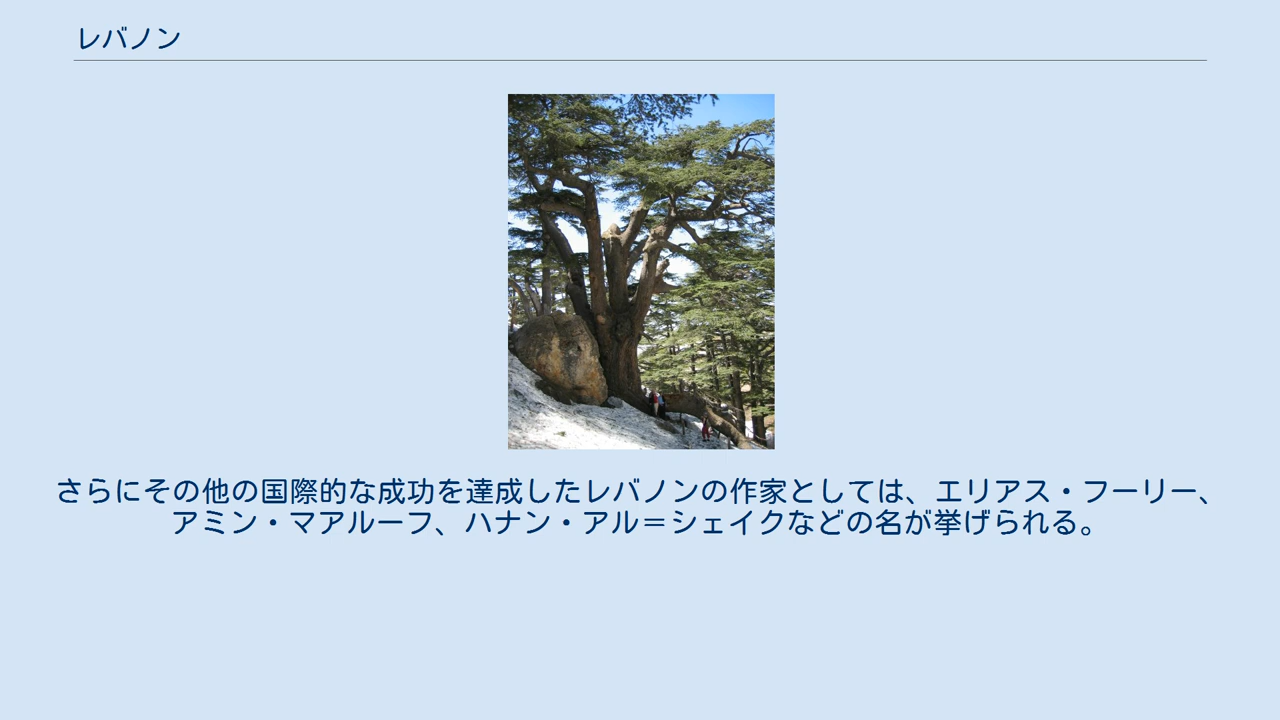 レバノン
さらにその他の国際的な成功を達成したレバノンの作家としては、エリアス・フーリー、
アミン・マアルーフ、ハナン・アル＝シェイクなどの名が挙げられる。